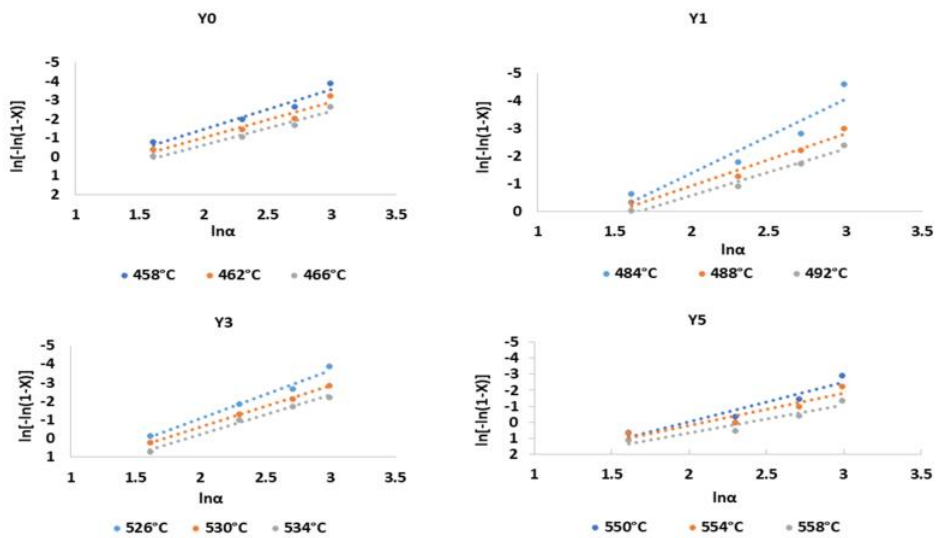 Y0
-5
-4
-3
-2
-1
0
1
2
ln[-ln(1-X)]
1 1.5 2 2.5 3 3.5
lnα
458°C 462°C 466°C
Y1
-5
-4
-3
-2
-1
0
ln[-ln(1-X)]
1 1.5 2 2.5 3 3.5
lnα
484°C 488°C 492°C
Y3
-5
-4
-3
-2
-1
0
1
ln[-ln(1-X)]
1 1.5 2 2.5 3 3.5
lnα
526°C 530°C 534°C
Y5
-5
-4
-3
-2
-1
0
1
2
ln[-ln(1-X)]
1 1.5 2 2.5 3 3.5
lnα
550°C 554°C 558°C